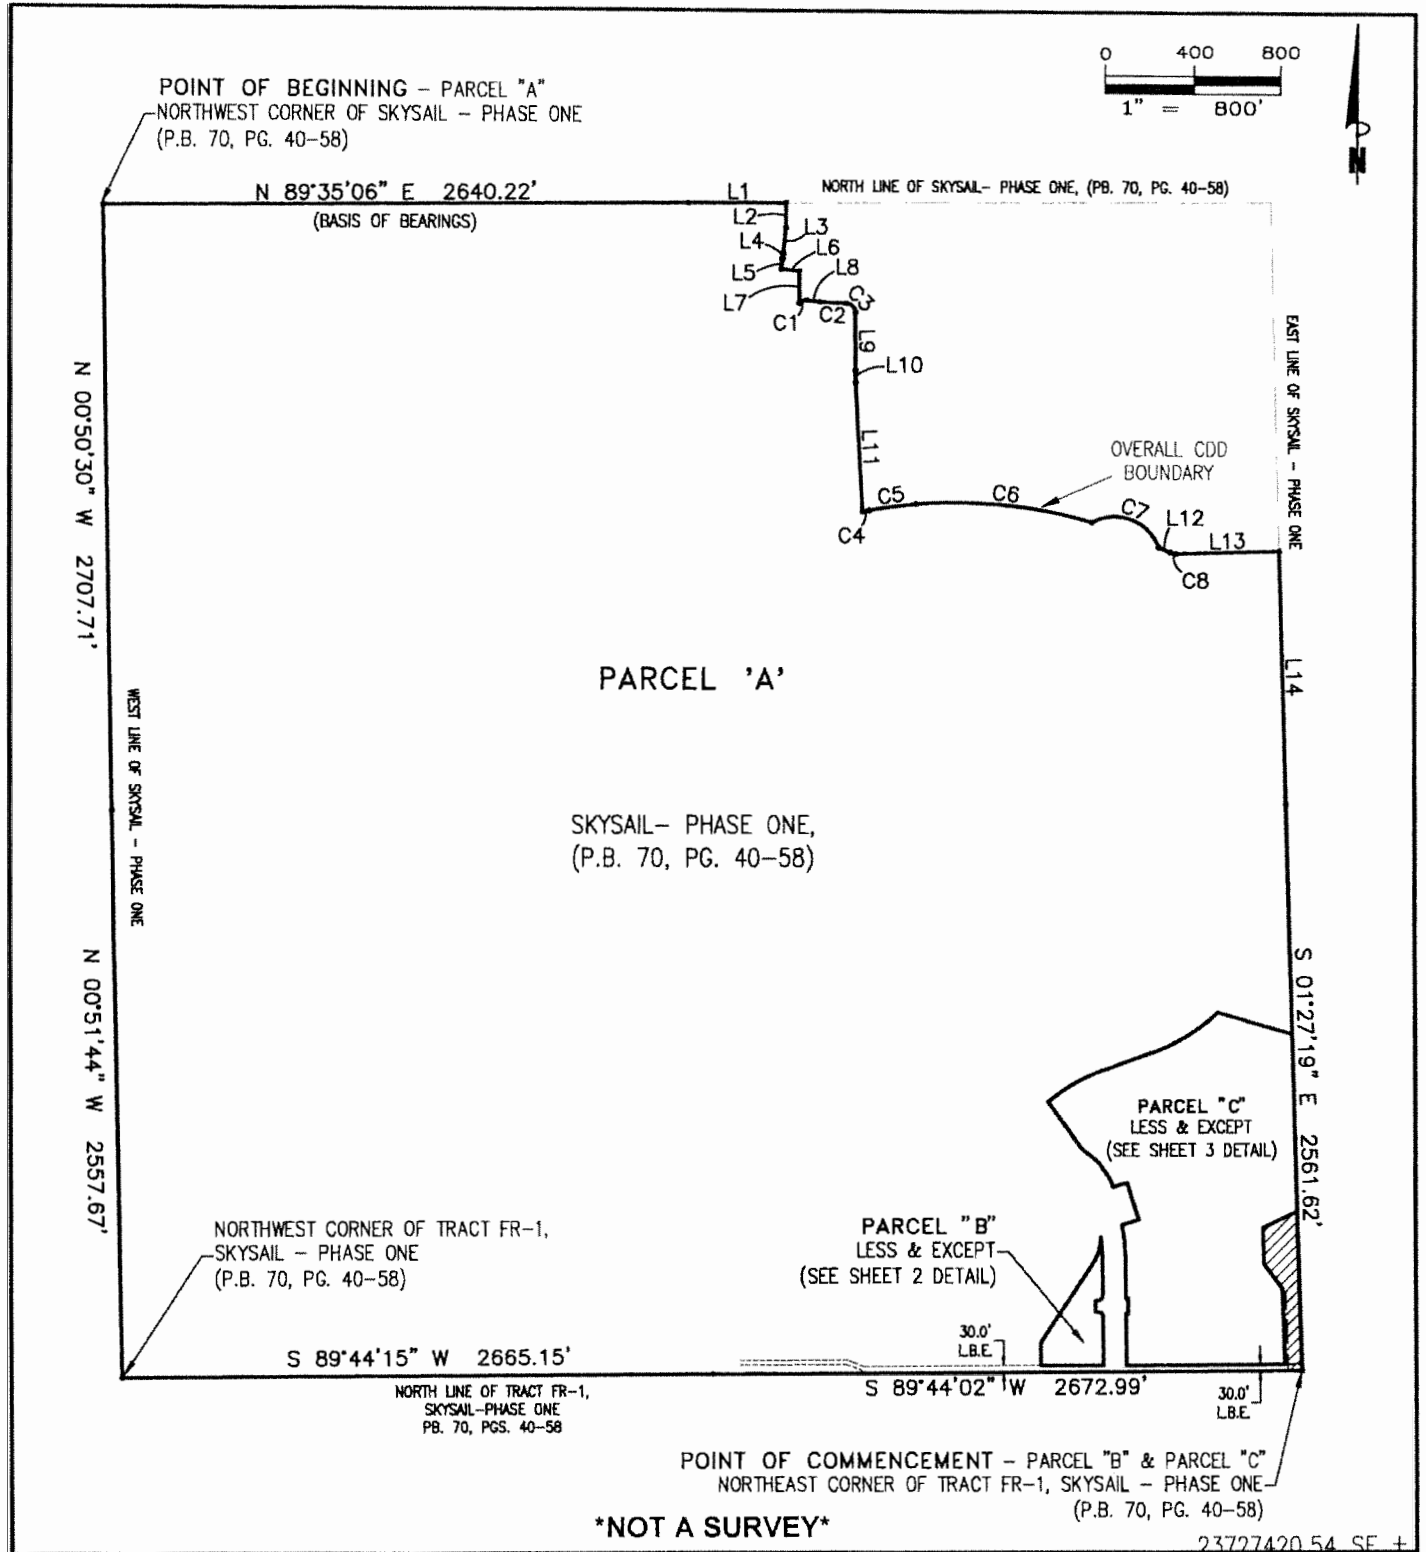 0 400 800
1" = 800'
N
POINT OF BEGINNING - PARCEL "A"
NORTHWEST CORNER OF SKYSAIL - PHASE ONE
(P.B. 70, PG. 40-58)
N 89°35'06" E 2640.22'
(BASIS OF BEARINGS)
L1
NORTH LINE OF SKYSAIL- PHASE ONE, (PB. 70, PG. 40-58)
L2
L3
L4
L6
L5
L8
L7
C3
C1
C2
L9
L10
L11
EAST LINE OF SKYSAIL - PHASE ONE
N 00°50'30" W 2707.71'
OVERALL CDD
BOUNDARY
C5
C6
C7
L12
L13
C4
C8
L14
PARCEL 'A'
WEST LINE OF SKYSAIL - PHASE ONE
SKYSAIL- PHASE ONE,
(P.B. 70, PG. 40-58)
N 00°51'44" W 2557.67'
S 01°27'19" E 2561.62'
PARCEL "C"
LESS & EXCEPT
(SEE SHEET 3 DETAIL)
NORTHWEST CORNER OF TRACT FR-1,
SKYSAIL - PHASE ONE
(P.B. 70, PG. 40-58)
PARCEL "B"
LESS & EXCEPT
(SEE SHEET 2 DETAIL)
30.0'
L.B.E.
S 89°44'15" W 2665.15'
NORTH LINE OF TRACT FR-1,
SKYSAIL-PHASE ONE
PB. 70, PGS. 40-58
S 89°44'02" W 2672.99'
30.0'
L.B.E.
POINT OF COMMENCEMENT - PARCEL "B" & PARCEL "C"
NORTHEAST CORNER OF TRACT FR-1, SKYSAIL - PHASE ONE
(P.B. 70, PG. 40-58)
*NOT A SURVEY*
23727420.54 SF +